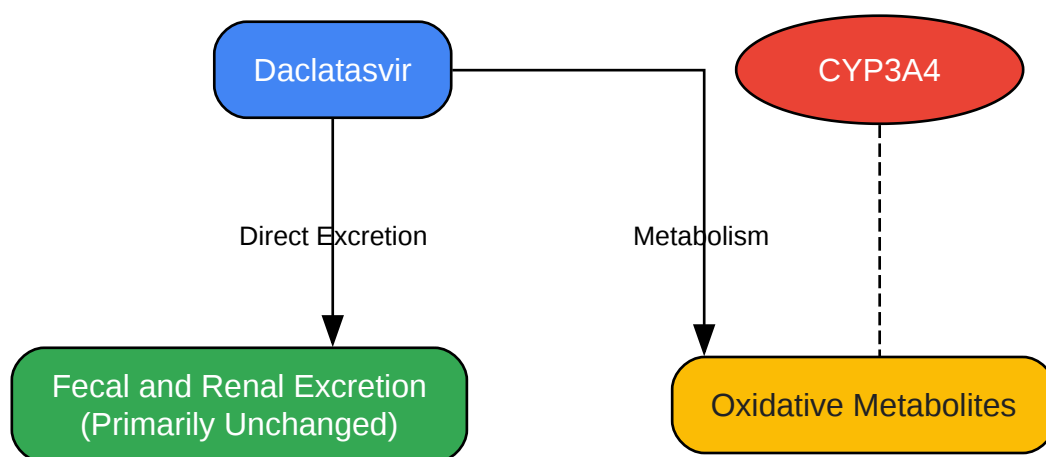 Daclatasvir
CYP3A4
Direct Excretion
Metabolism
Fecal and Renal Excretion
(Primarily Unchanged)
Oxidative Metabolites